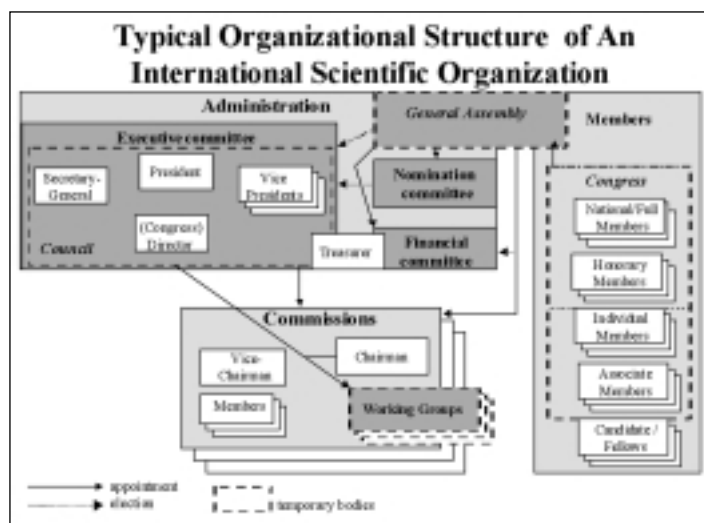 Typical Organizational Structure of An
International Scientific Organization
Administration
General Assembly
Members
Executive committee
Secretary-
General
President
Vice
Presidents
Nomination
committee
(Congress)
Director
Council
Treasurer
Financial
committee
Congress
National/Full
Members
Honorary
Members
Individual
Members
Associate
Members
Candidate /
Fellows
Commissions
Vice-
Chairman
Chairman
Members
Working Groups
appointment
election
temporary bodies